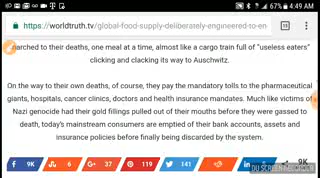 4:49 AM
https://worldtruth.tv/global-food-supply-deliberately-engineered-to-en
marched to their deaths, one meal at a time, almost like a cargo train full of "useless eaters"
clicking and clacking its way to Auschwitz.
On the way to their own deaths, of course, they pay the mandatory tolls to the pharmaceutical
giants, hospitals, cancer clinics, doctors and health insurance mandates. Much like victims of
Nazi genocide had their gold fillings pulled out of their mouths before they were gassed to
death, today's mainstream consumers are emptied of their bank accounts, assets and
insurance policies before finally being discarded by the system.
9K 6 37 119 141 9K
DU SCREEN RECORDER